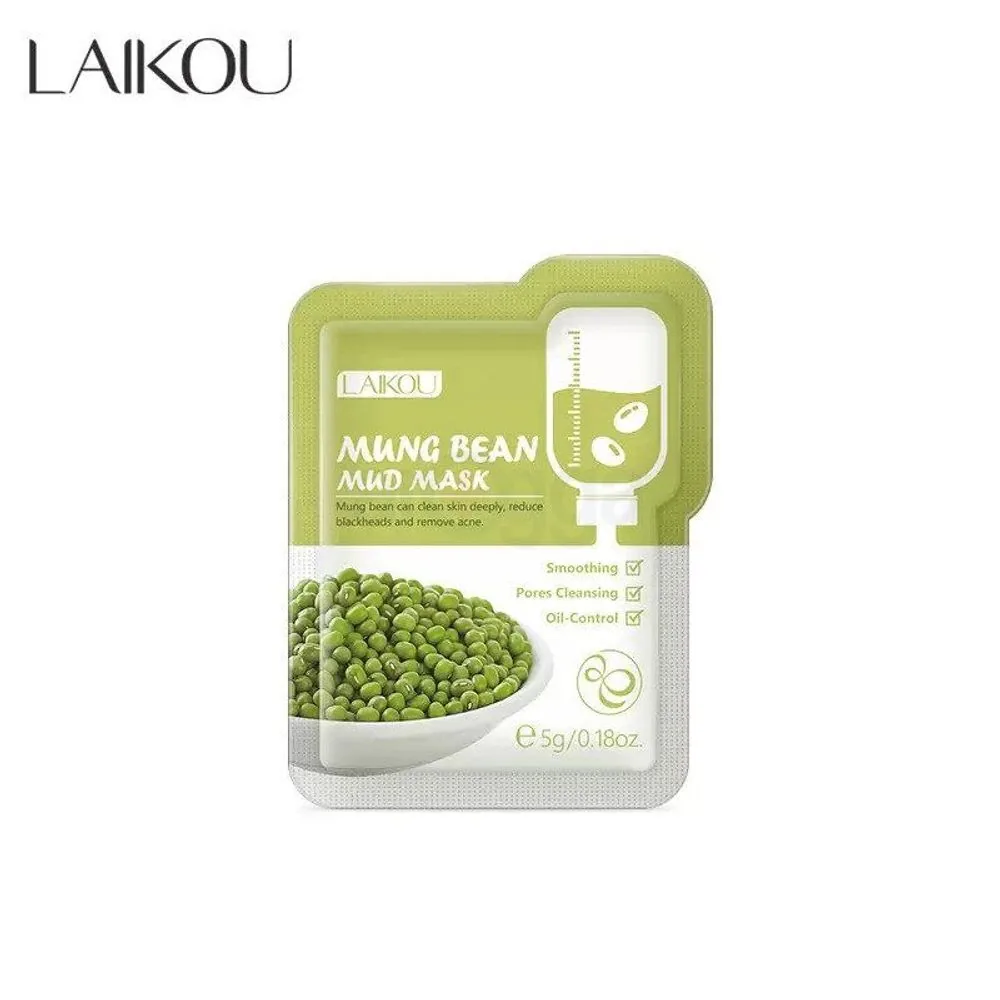 LAIKOU
LAIKOU
MUNG BEAN
MUD MASK
Mung bean can clean skin deeply, reduce
blackheads and remove acne.
Smoothing
Pores Cleansing
Oil-Control
e 5g/0.18oz.